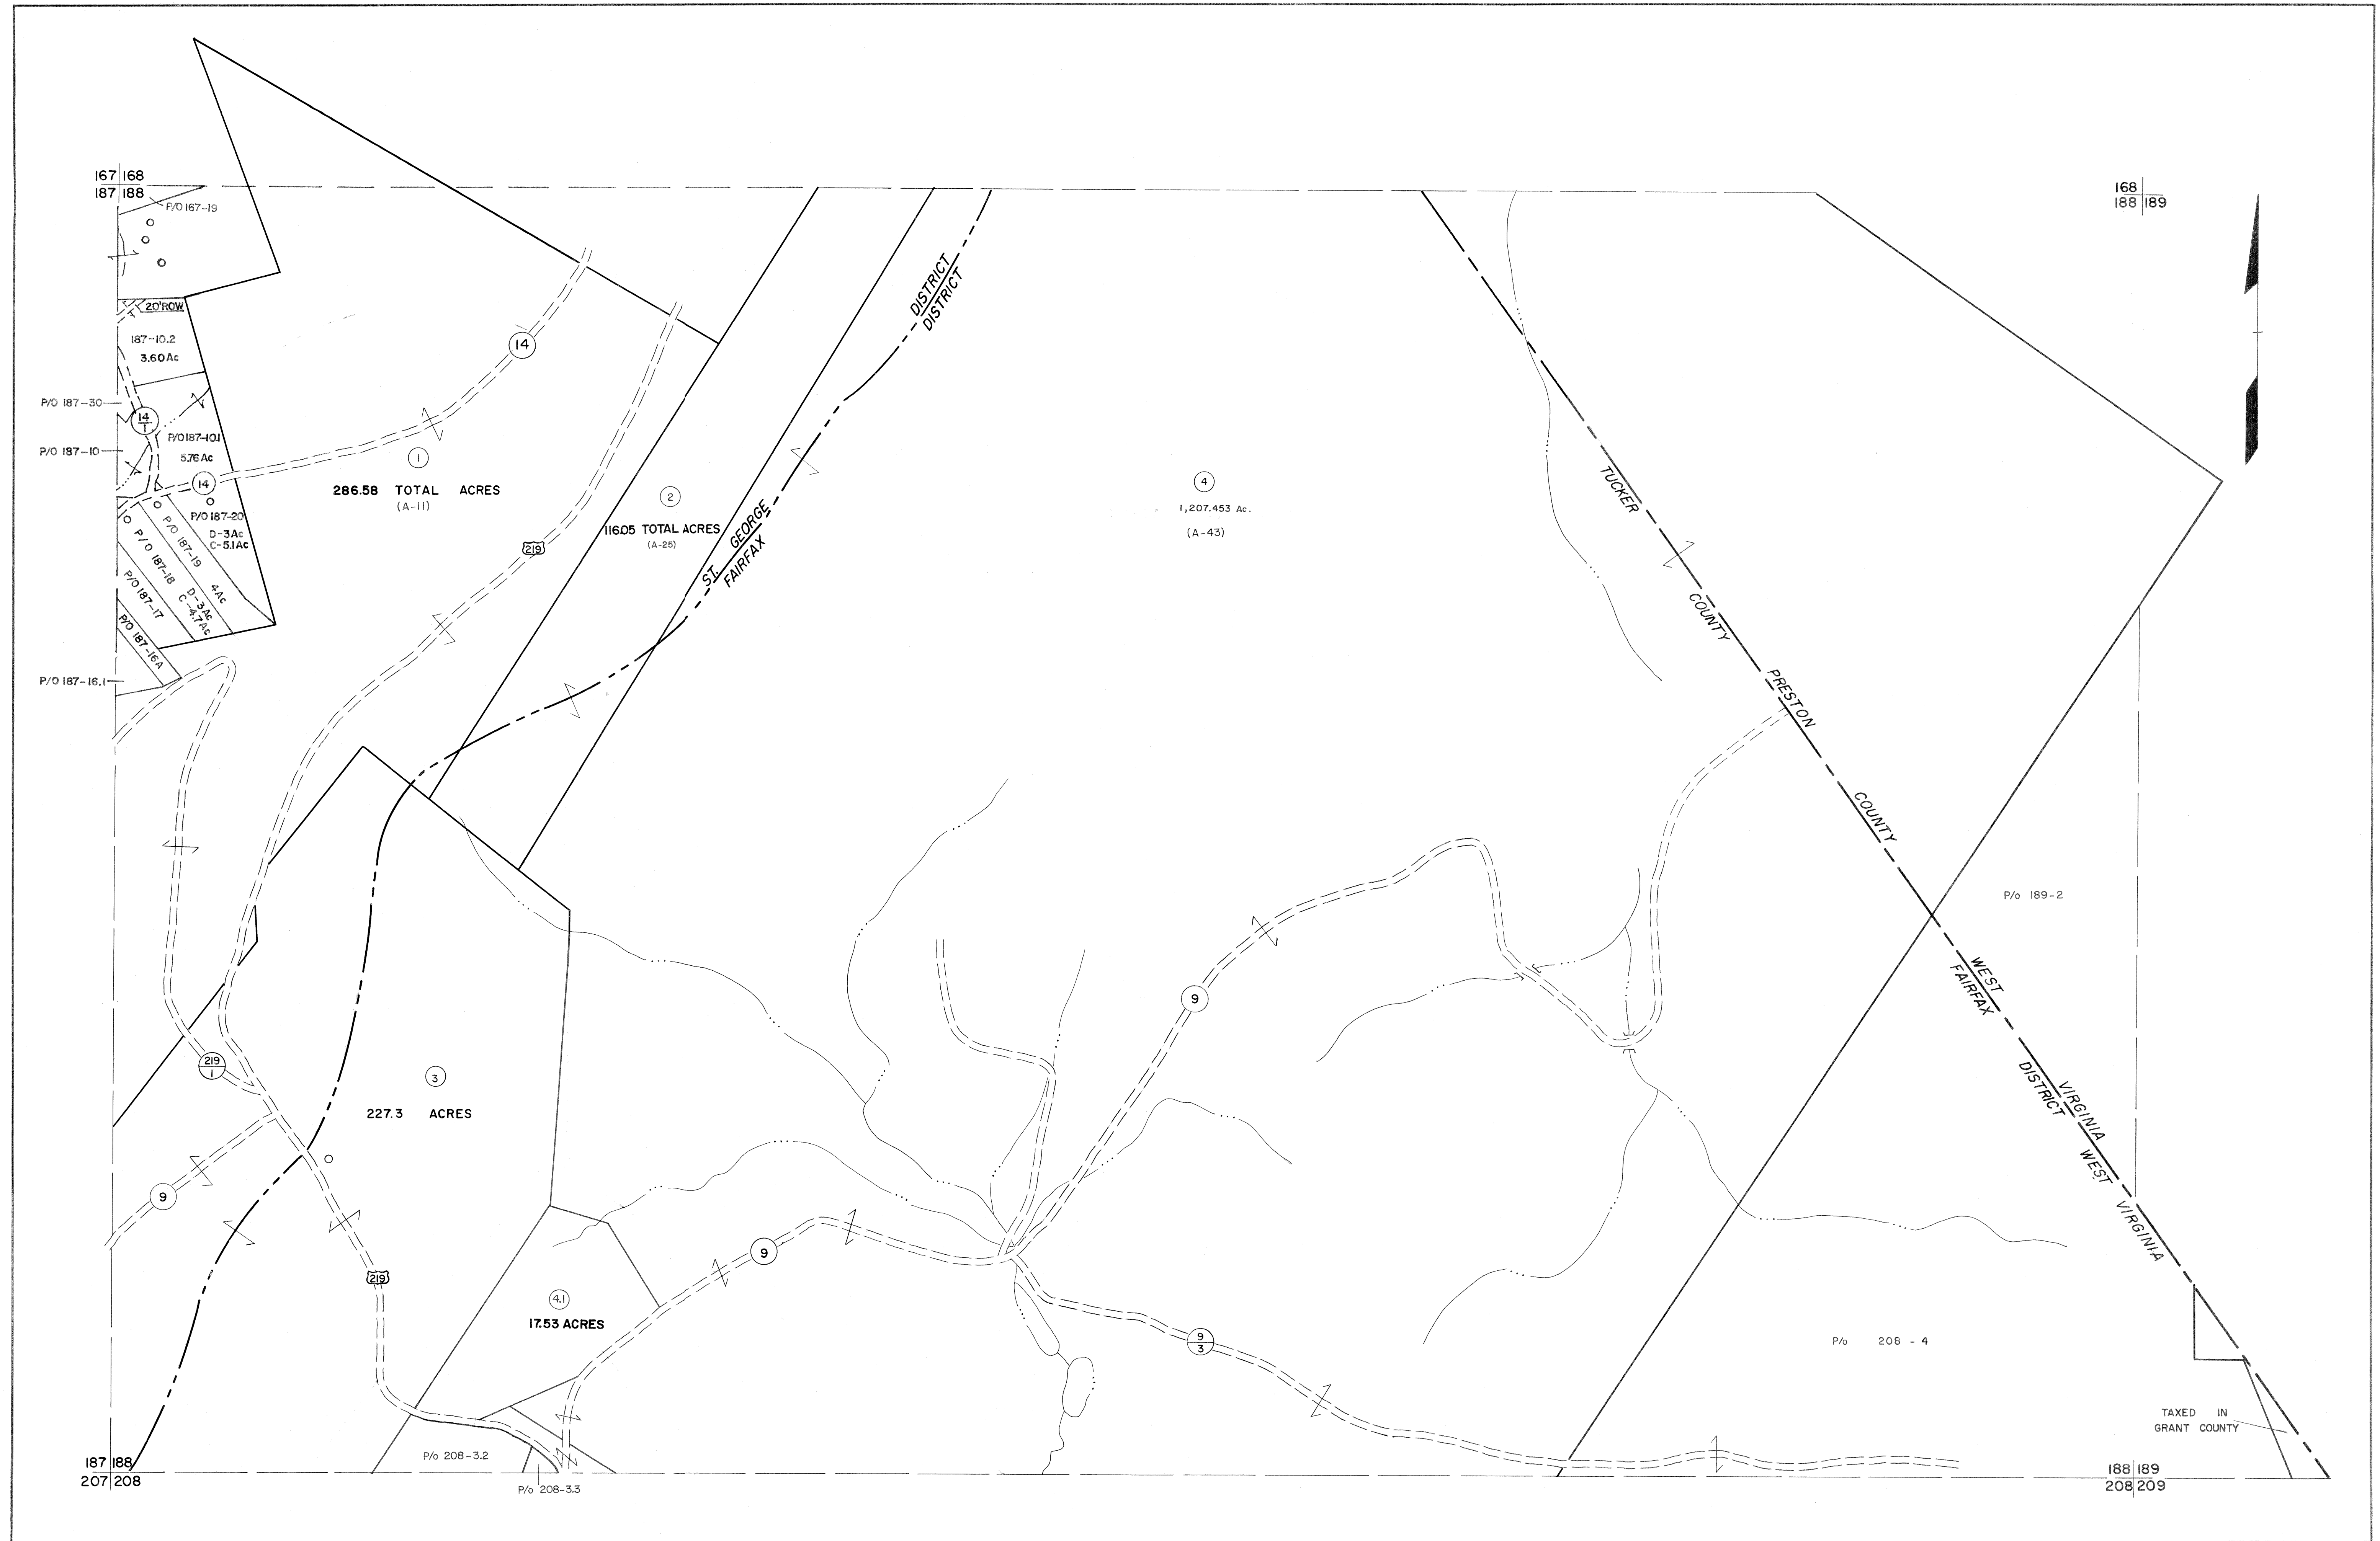 167 168
187 188
P/O 167-19
168
188 189
20' ROW
187-10.2
3.60 Ac
P/O 187-30
14
1
P/O 187-10.1
P/O 187-10
5.76 Ac
14
14
1
286.58 TOTAL ACRES
(A-11)
P/O 187-20
D-3Ac
C-5.1Ac
P/O 187-19
4Ac
P/O 187-18
D-3Ac
C-4.7Ac
P/O 187-17
P/O 187-16A
P/O 187-16.1
219
2
116.05 TOTAL ACRES
(A-25)
DISTRICT
DISTRICT
ST. GEORGE
FAIRFAX
4
1,207.453 Ac.
(A-43)
TUCKER
COUNTY
PRESTON
COUNTY
P/o 189-2
WEST
FAIRFAX
VIRGINIA
DISTRICT
WEST
VIRGINIA
9
219
1
3
227.3 ACRES
9
219
9
4.1
17.53 ACRES
9
3
P/o 208-4
TAXED IN
GRANT COUNTY
P/o 208-3.2
P/o 208-3.3
187 188
207 208
188 189
208 209